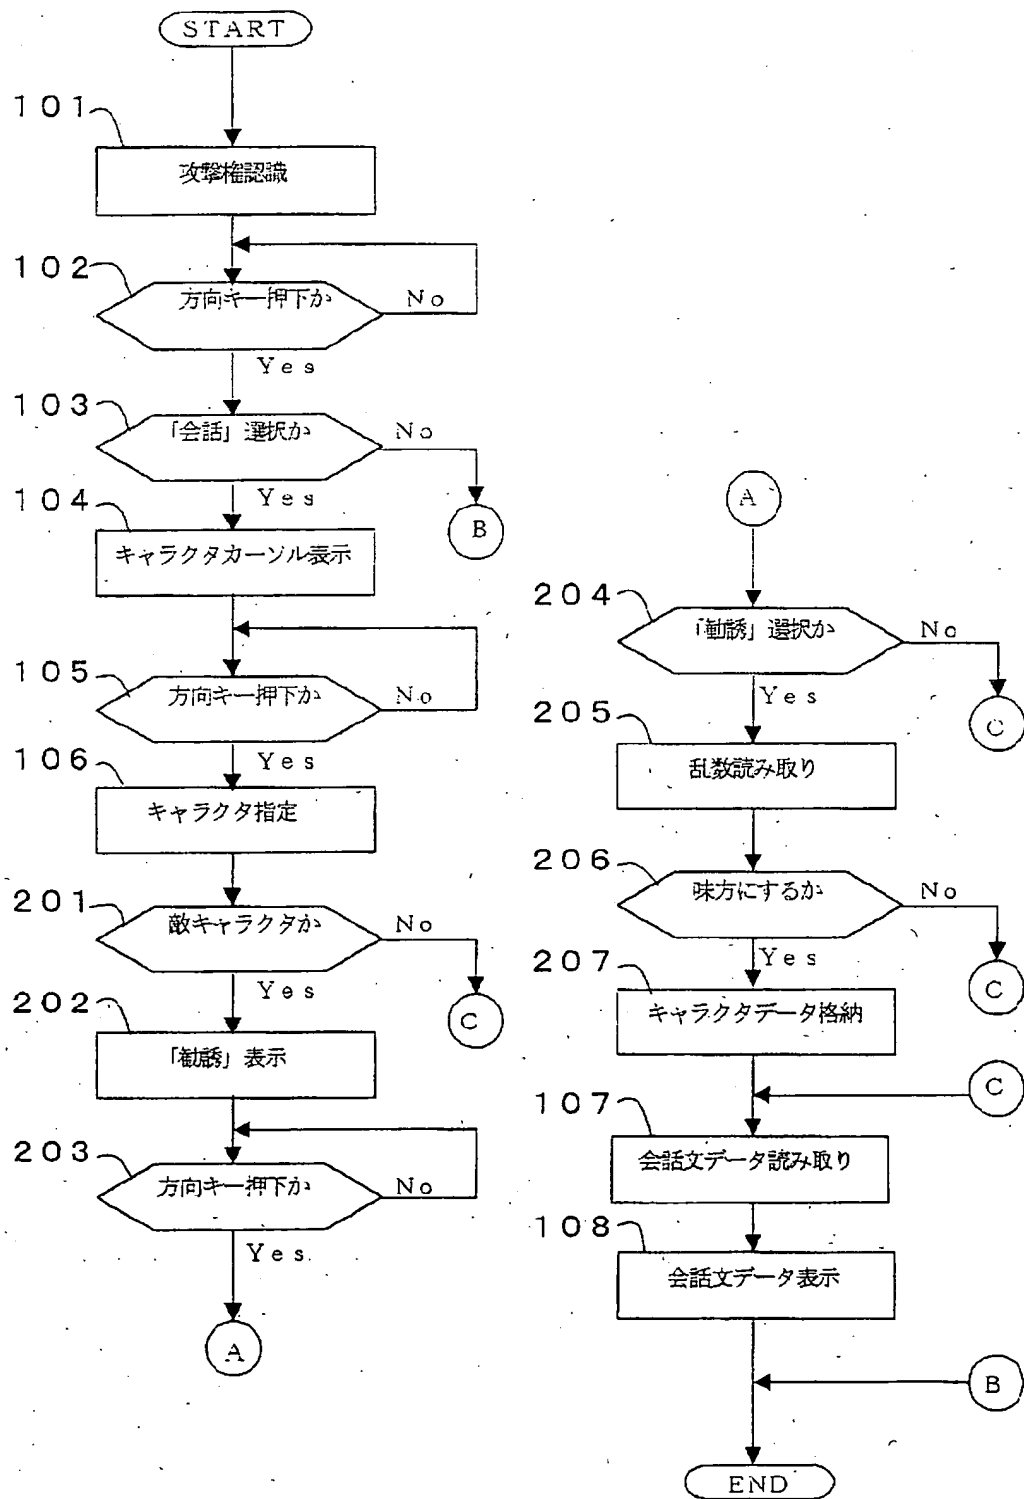 START
101
攻撃権認識
102
方向キー押下か
No
Yes
103
「会話」選択か
No
Yes
B
104
キャラクタカーソル表示
105
方向キー押下か
No
Yes
106
キャラクタ指定
201
敵キャラクタか
No
Yes
C
202
「勧誘」表示
203
方向キー押下か
No
Yes
A
A
204
「勧誘」選択か
No
Yes
C
205
乱数読み取り
206
味方にするか
No
Yes
C
207
キャラクタデータ格納
C
107
会話文データ読み取り
108
会話文データ表示
B
END